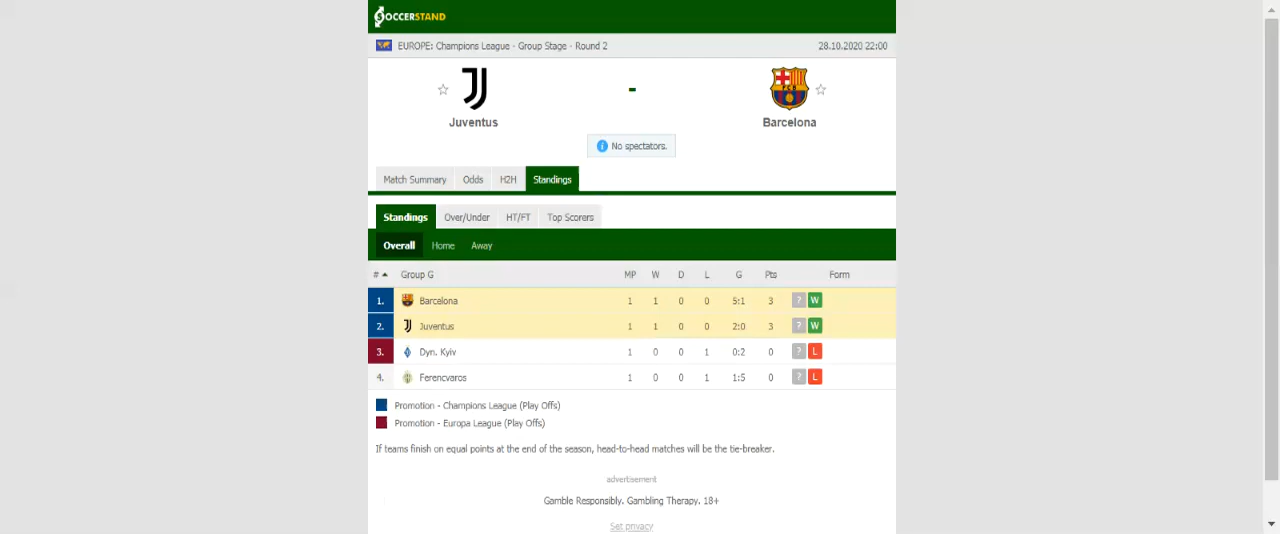 SOCCERSTAND
EUROPE: Champions League - Group Stage - Round 2 28.10.2020 22:00
-
Juventus Barcelona
No spectators.
Match Summary Odds H2H Standings
Standings Over/Under HT/FT Top Scorers
Overall Home Away
# Group G MP W D L G Pts Form
1. Barcelona 1 1 0 0 5:1 3 ? W
2. Juventus 1 1 0 0 2:0 3 ? W
3. Dyn. Kyiv 1 0 0 1 0:2 0 ? L
4. Ferencvaros 1 0 0 1 1:5 0 ? L
Promotion - Champions League (Play Offs)
Promotion - Europa League (Play Offs)
If teams finish on equal points at the end of the season, head-to-head matches will be the tie-breaker.
advertisement
Gamble Responsibly. Gambling Therapy. 18+
Set privacy